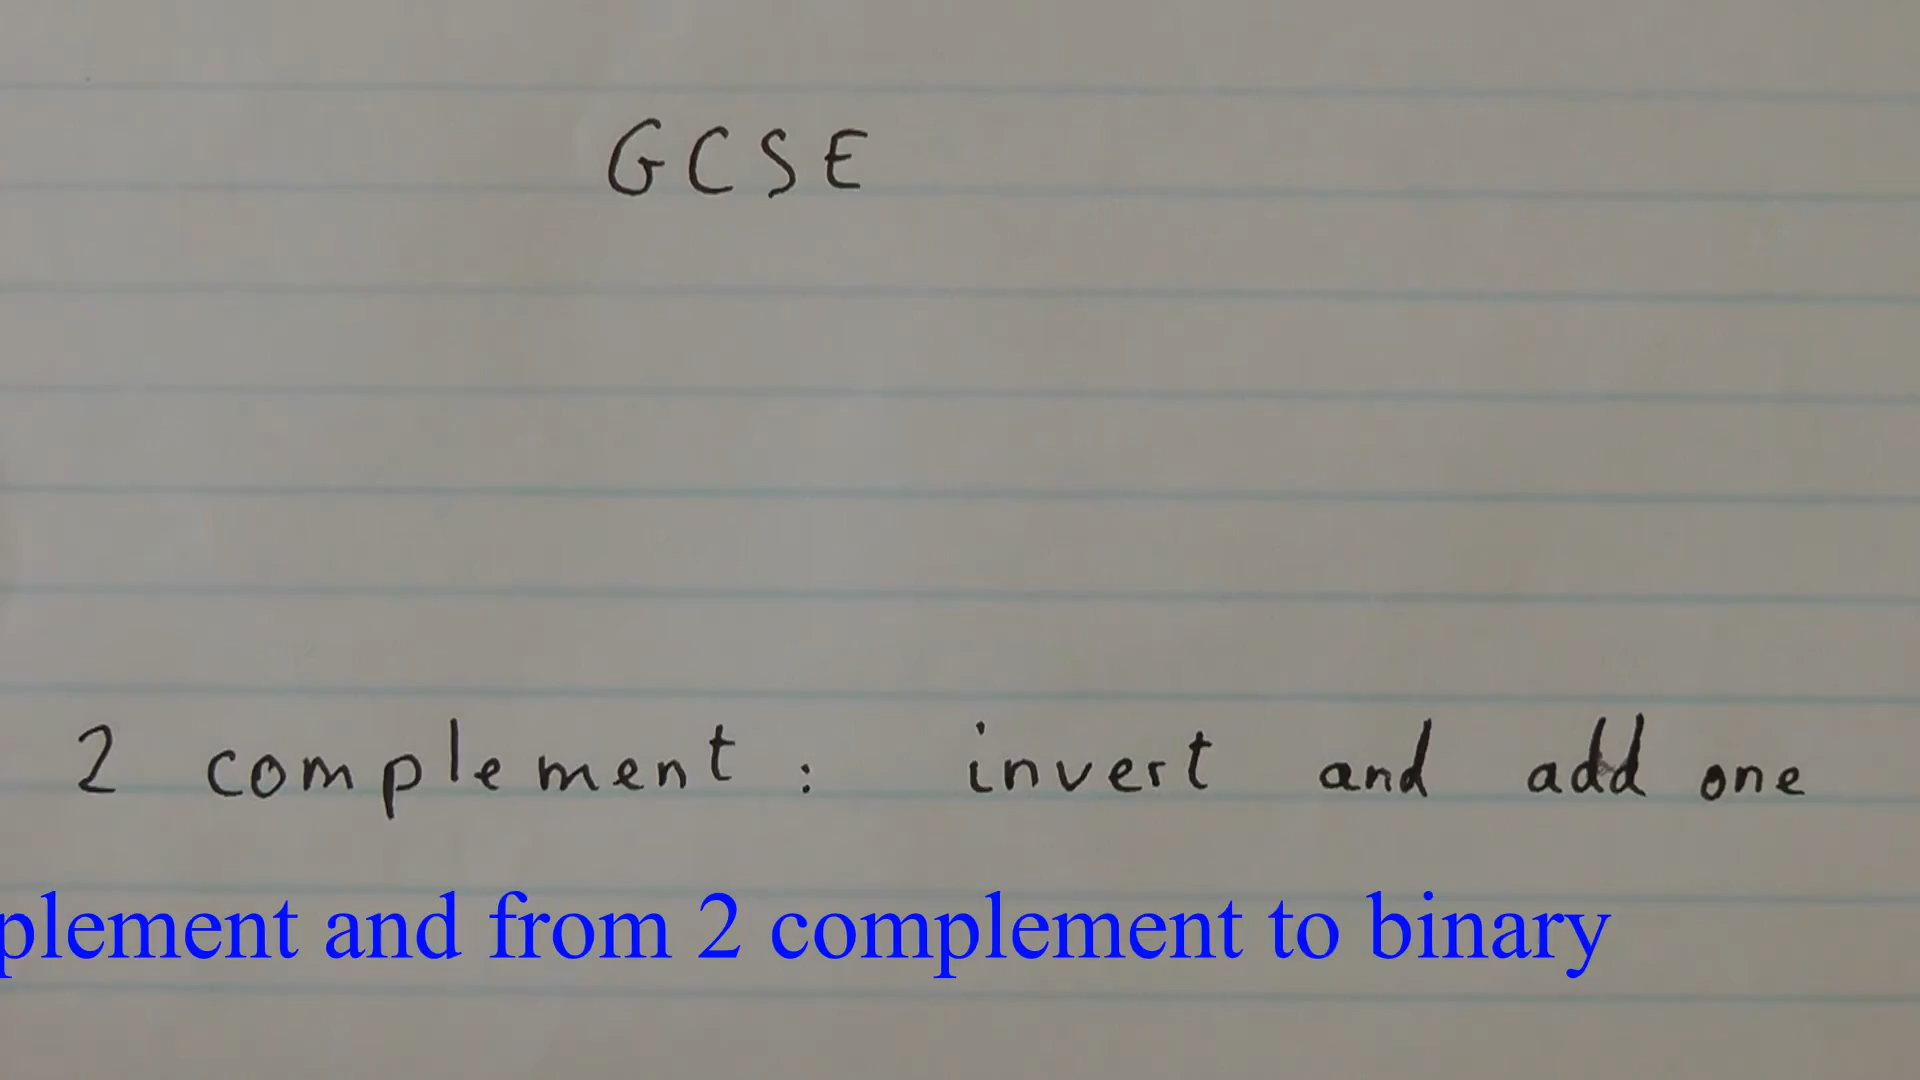 GCSE
2 complement : invert and add one
plement and from 2 complement to binary